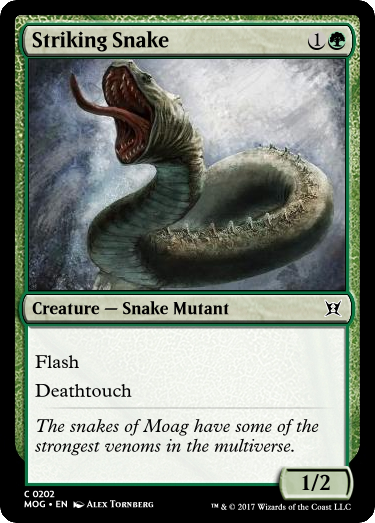 Striking Snake 1
Creature — Snake Mutant
Flash
Deathtouch
The snakes of Moag have some of the
strongest venoms in the multiverse.
1/2
C 0202
MOG • EN Alex Tornberg
™ & © 2017 Wizards of the Coast LLC